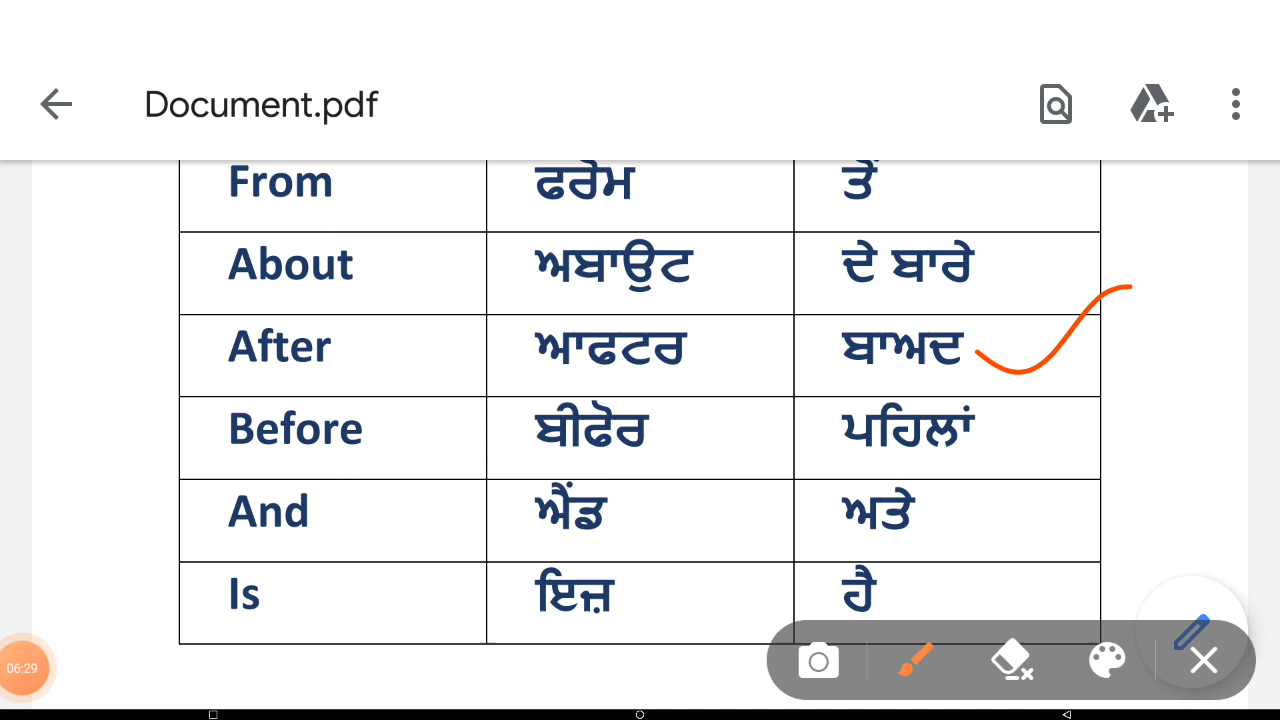 Document.pdf
From ਫਰੋਮ ਤੋਂ
About ਅਬਾਉਟ ਦੇ ਬਾਰੇ
After ਆਫਟਰ ਬਾਅਦ
Before ਬੀਫੋਰ ਪਹਿਲਾਂ
And ਐਂਡ ਅਤੇ
Is ਇਜ਼ ਹੈ
06:29